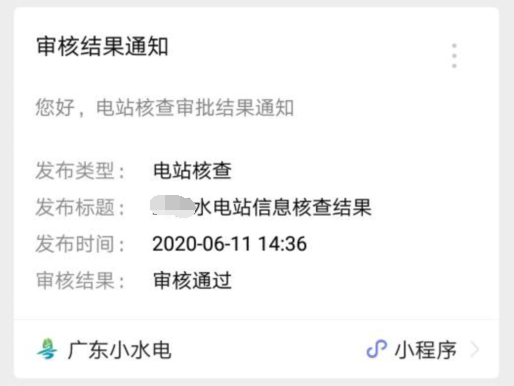 审核结果通知
您好，电站核查审批结果通知
发布类型： 电站核查
发布标题： 水电站信息核查结果
发布时间： 2020-06-11 14:36
审核结果： 审核通过
广东小水电 小程序